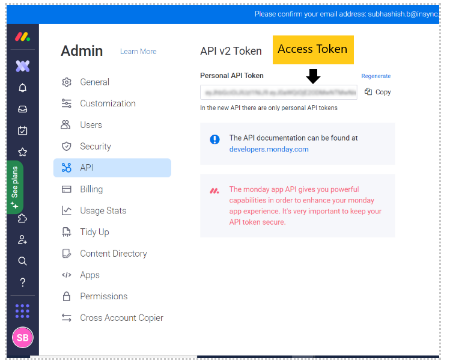 Please confirm your email address: subhashish.b@insync
Admin
Learn More
General
Customization
Users
Security
API
Billing
Usage Stats
Tidy Up
Content Directory
Apps
Permissions
Cross Account Copier
See plans
SB
API v2 Token
Access Token
Personal API Token
Regenerate
Copy
In the new API there are only personal API tokens
The API documentation can be found at
developers.monday.com
The monday app API gives you powerful
capabilities in order to enhance your monday
app experience. It's very important to keep your
API token secure.